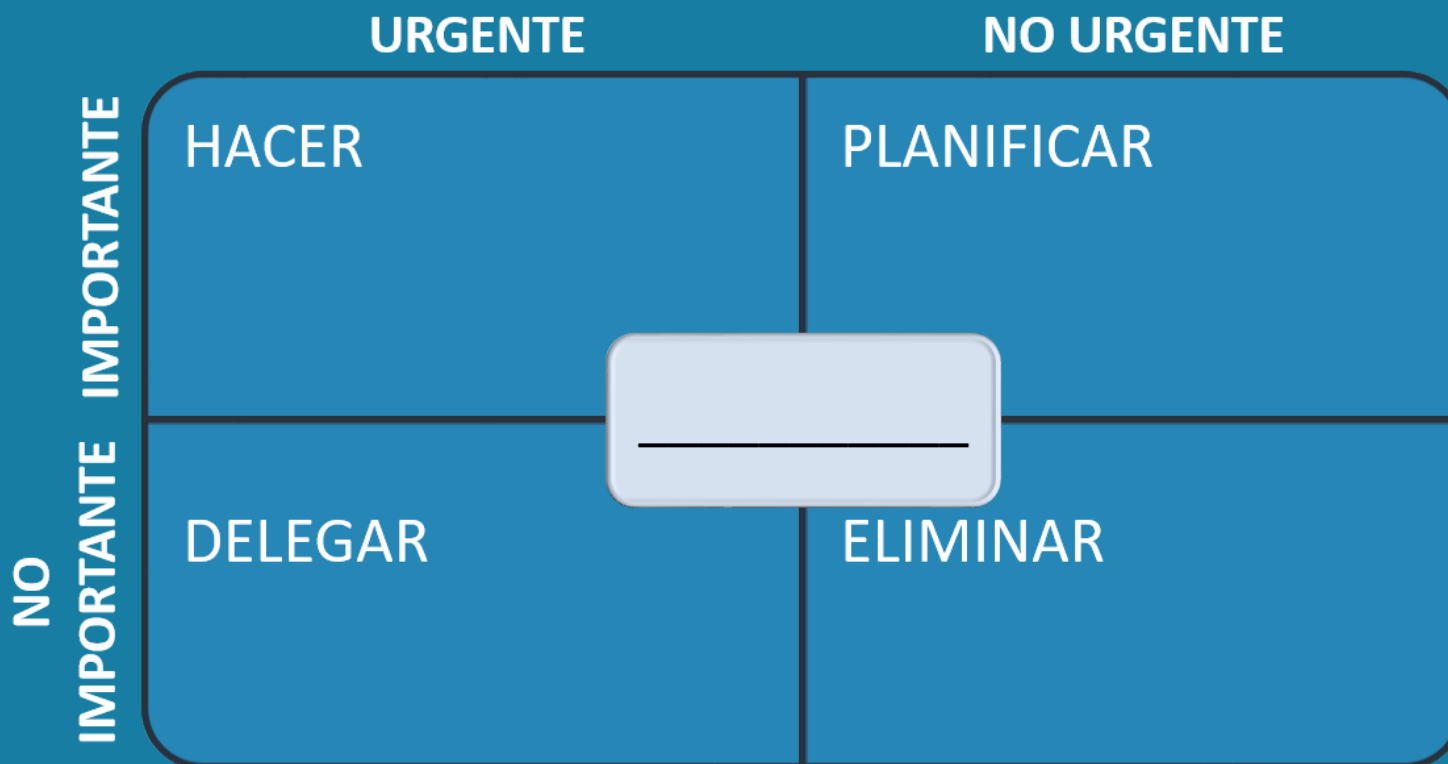 URGENTE
NO URGENTE
IMPORTANTE
HACER
PLANIFICAR
NO
IMPORTANTE
DELEGAR
ELIMINAR